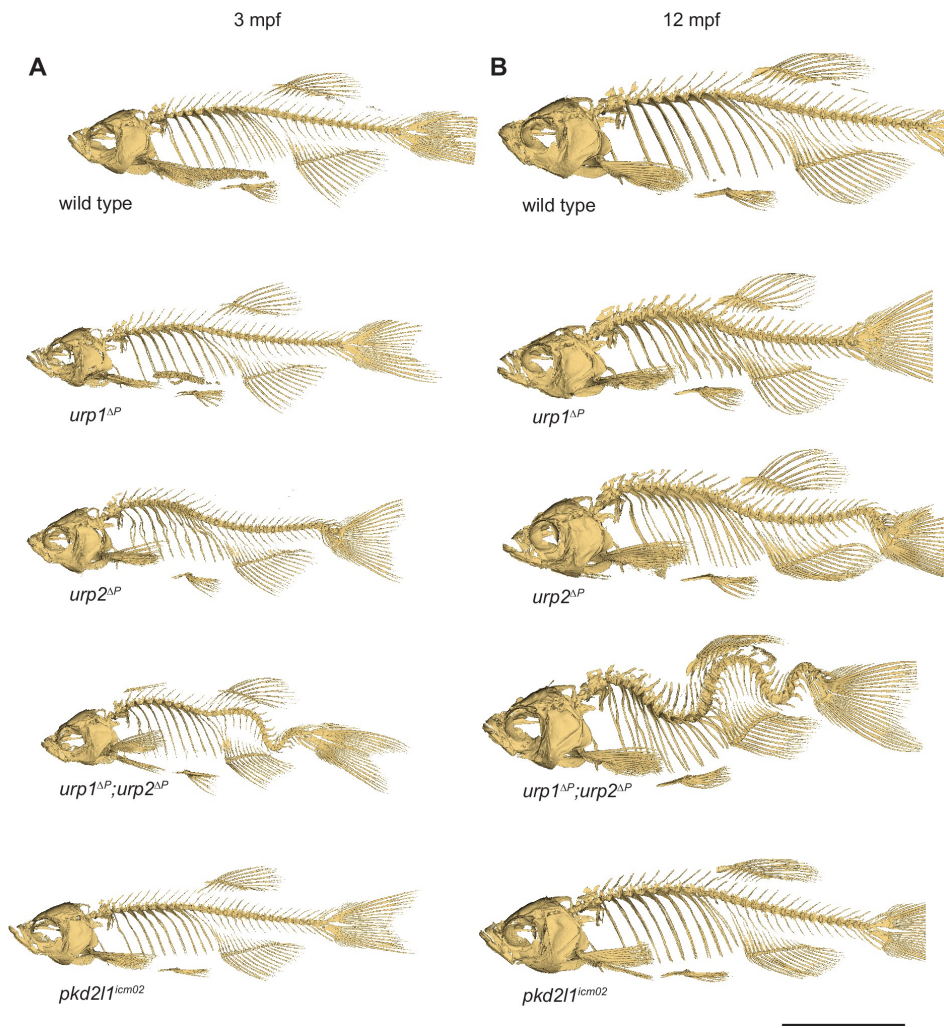 3 mpf
12 mpf
A
B
wild type
wild type
urp1ΔP
urp1ΔP
urp2ΔP
urp2ΔP
urp1ΔP;urp2ΔP
urp1ΔP;urp2ΔP
pkd2l1icm02
pkd2l1icm02